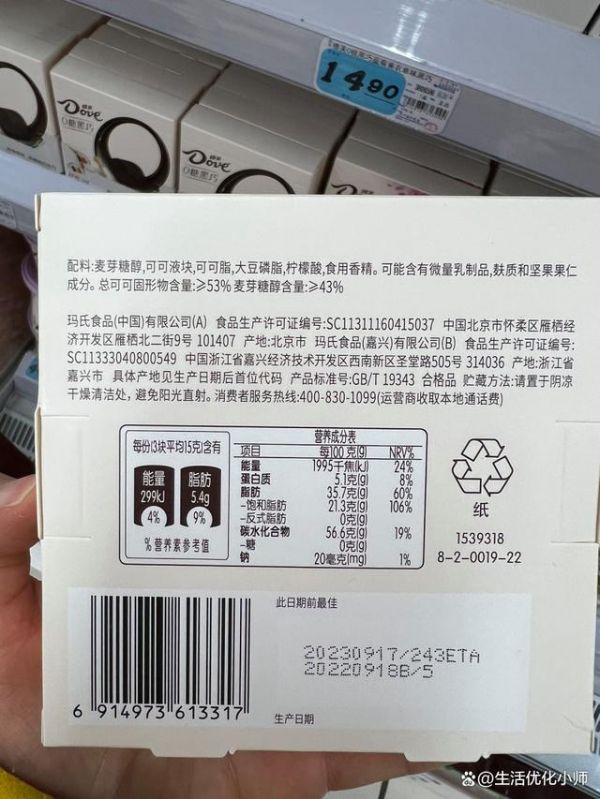 1490
Dove
0糖黑巧
Dove
0糖黑巧
配料:麦芽糖醇,可可液块,可可脂,大豆磷脂,柠檬酸,食用香精。可能含有微量乳制品,麸质和坚果果仁
成分。总可可固形物含量:≥53% 麦芽糖醇含量:≥43%
玛氏食品(中国)有限公司(A) 食品生产许可证编号:SC11311160415037 中国北京市怀柔区雁栖经
济开发区雁栖北二街9号 101407 产地:北京市 玛氏食品(嘉兴)有限公司(B) 食品生产许可证编号:
SC11333040800549 中国浙江省嘉兴经济技术开发区西南新区圣堂路505号 314036 产地:浙江省
嘉兴市 具体产地见生产日期后首位代码 产品标准号:GB/T 19343 合格品 贮藏方法:请置于阴凉
干燥清洁处，避免阳光直射。消费者服务热线:400-830-1099(运营商收取本地通话费)
每份(3块平均15克)含有
能量 脂肪
299kJ 5.4g
4% 9%
%营养素参考值
营养成分表
项目 每100克(g) NRV%
能量 1995千焦(kJ) 24%
蛋白质 5.1克(g) 8%
脂肪 35.7克(g) 60%
-饱和脂肪 21.3克(g) 106%
-反式脂肪 0克(g)
碳水化合物 56.6克(g) 19%
-糖 0克(g)
钠 20毫克(mg) 1%
纸
1539318
8-2-0019-22
此日期前最佳
20230917/243ETA
20220918B/5
生产日期
6 914973 613317
@生活优化小师